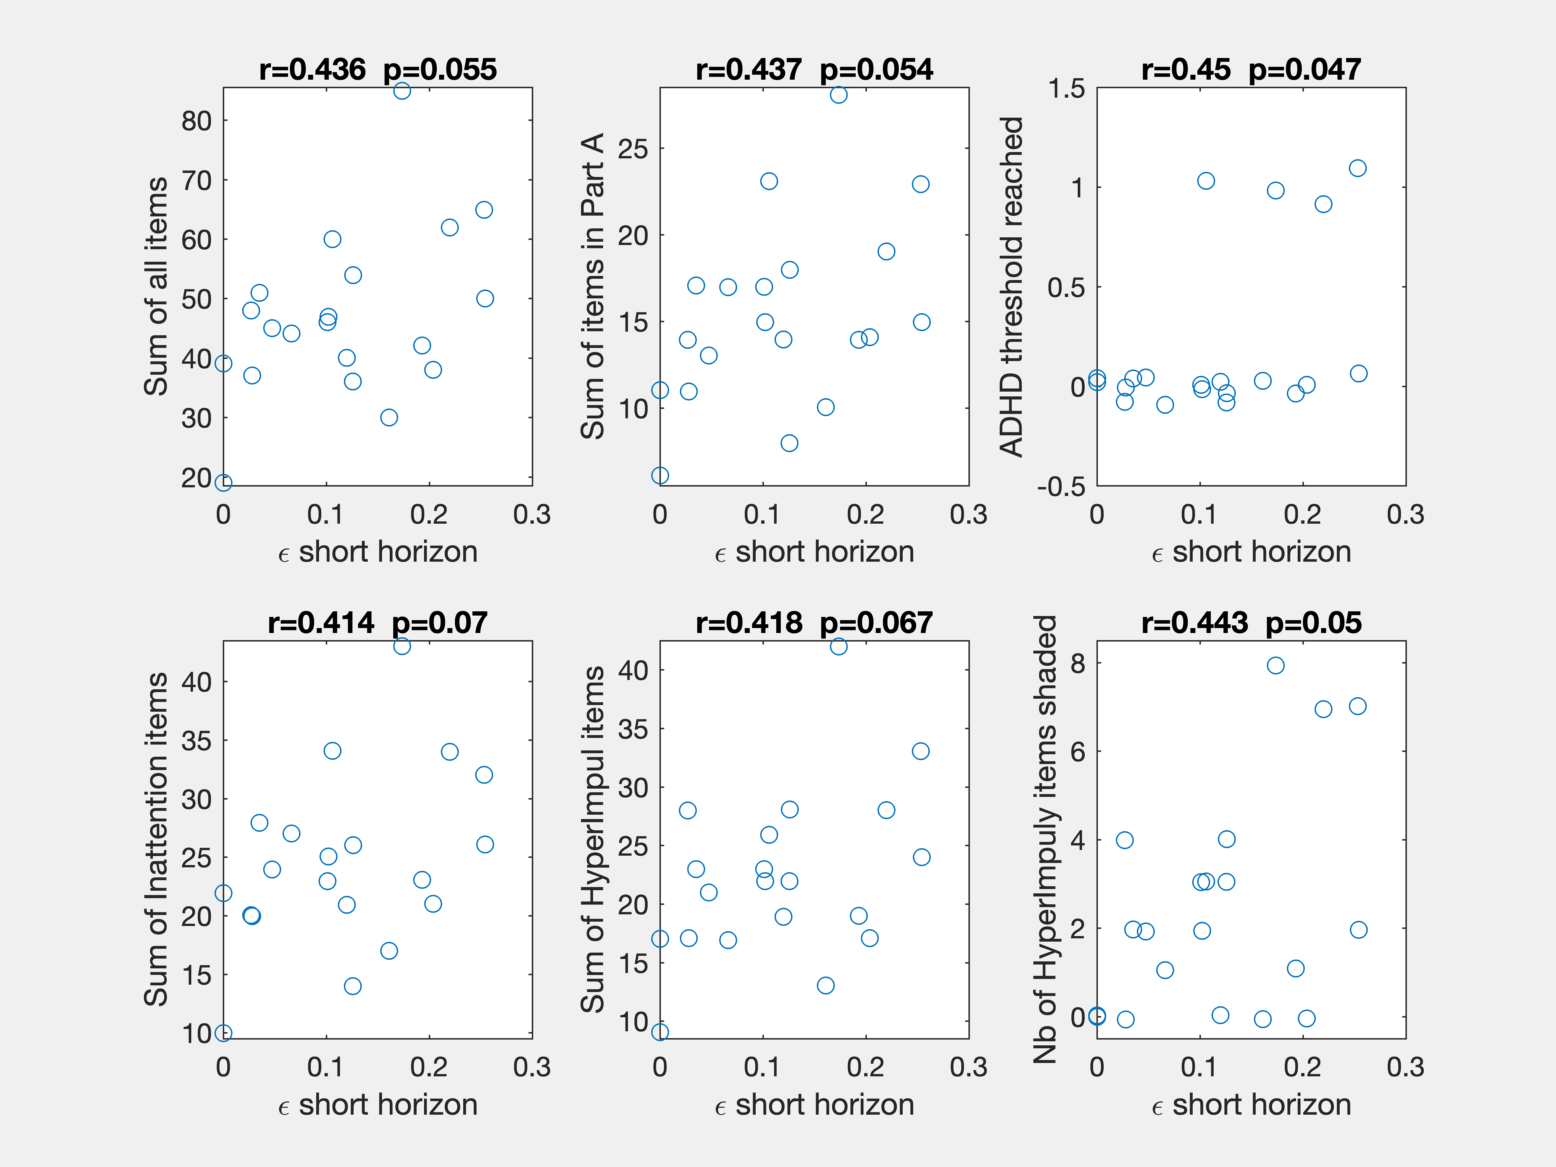 r=0.436 p=0.055
Sum of all items
80
70
60
50
40
30
20
0 0.1 0.2 0.3
ϵ short horizon
r=0.437 p=0.054
Sum of items in Part A
25
20
15
10
0 0.1 0.2 0.3
ϵ short horizon
r=0.45 p=0.047
ADHD threshold reached
1.5
1
0.5
0
-0.5
0 0.1 0.2 0.3
ϵ short horizon
r=0.414 p=0.07
Sum of Inattention items
40
35
30
25
20
15
10
0 0.1 0.2 0.3
ϵ short horizon
r=0.418 p=0.067
Sum of HyperImpul items
40
35
30
25
20
15
10
0 0.1 0.2 0.3
ϵ short horizon
r=0.443 p=0.05
Nb of HyperImpuly items shaded
8
6
4
2
0
0 0.1 0.2 0.3
ϵ short horizon